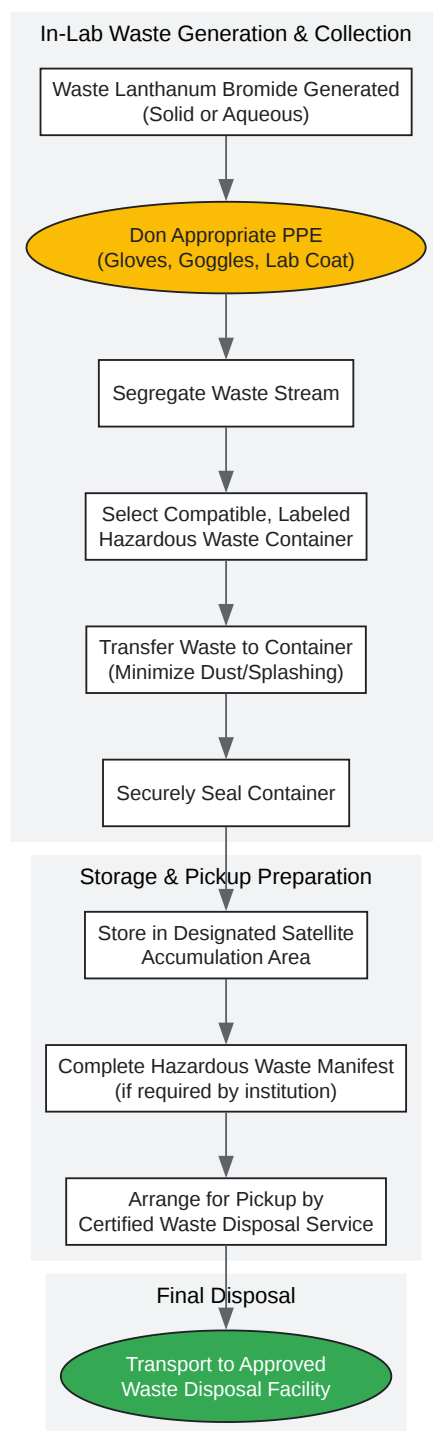 In-Lab Waste Generation & Collection
Waste Lanthanum Bromide Generated
(Solid or Aqueous)
Don Appropriate PPE
(Gloves, Goggles, Lab Coat)
Segregate Waste Stream
Select Compatible, Labeled
Hazardous Waste Container
Transfer Waste to Container
(Minimize Dust/Splashing)
Securely Seal Container
Storage & Pickup Preparation
Store in Designated Satellite
Accumulation Area
Complete Hazardous Waste Manifest
(if required by institution)
Arrange for Pickup by
Certified Waste Disposal Service
Final Disposal
Transport to Approved
Waste Disposal Facility